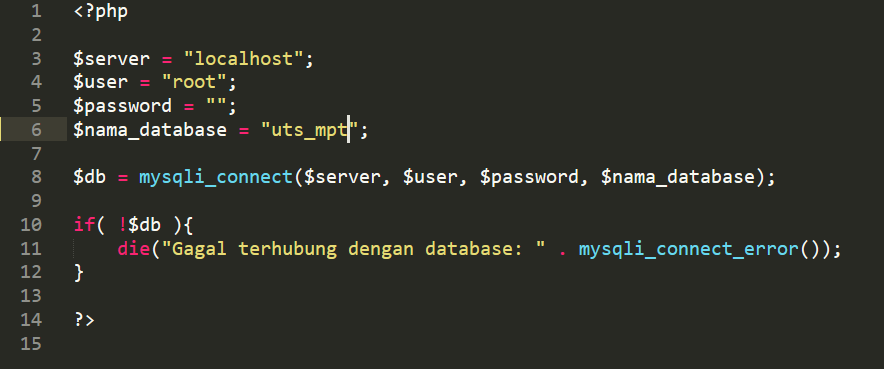 1 <?php
2
3 $server = "localhost";
4 $user = "root";
5 $password = "";
6 $nama_database = "uts_mpt";
7
8 $db = mysqli_connect($server, $user, $password, $nama_database);
9
10 if( !$db ){
11 die("Gagal terhubung dengan database: " . mysqli_connect_error());
12 }
13
14 ?>
15